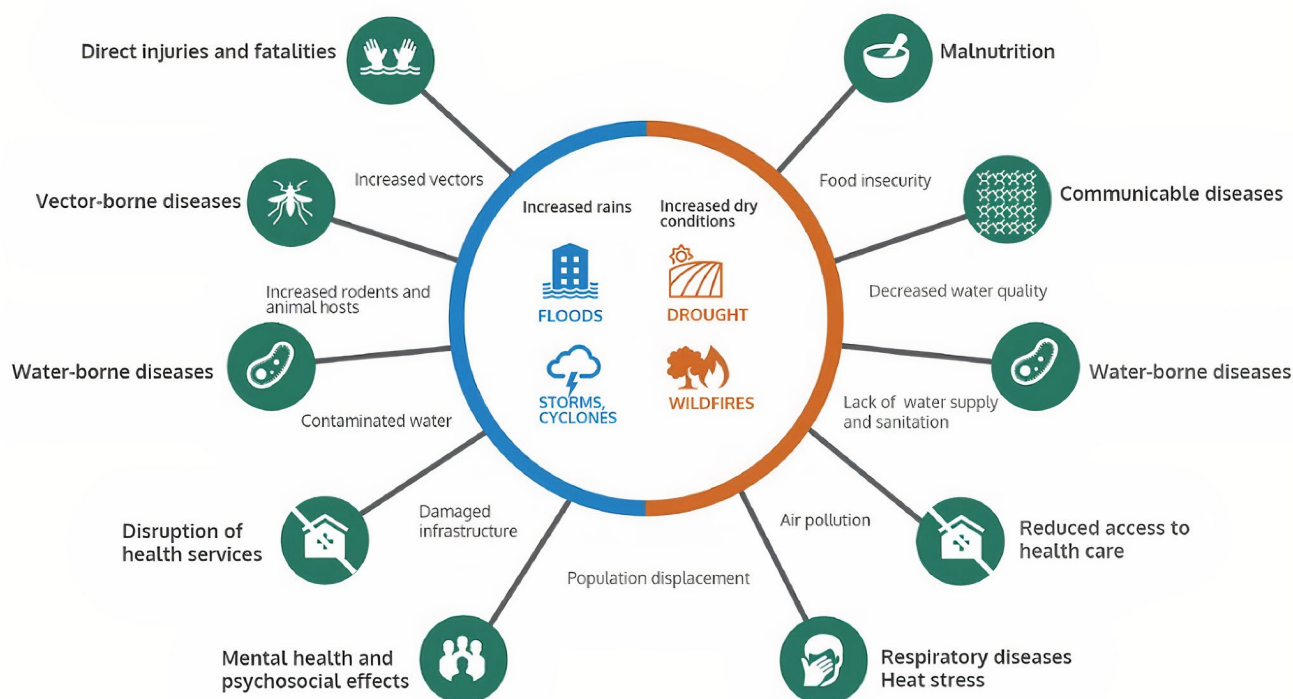 Direct injuries and fatalities
Malnutrition
Increased vectors
Food insecurity
Vector-borne diseases
Communicable diseases
Increased rains
Increased dry
conditions
Increased rodents and
animal hosts
Decreased water quality
FLOODS
DROUGHT
Water-borne diseases
Water-borne diseases
STORMS,
CYCLONES
WILDFIRES
Contaminated water
Lack of water supply
and sanitation
Damaged
infrastructure
Air pollution
Disruption of
health services
Reduced access to
health care
Population displacement
Mental health and
psychosocial effects
Respiratory diseases
Heat stress